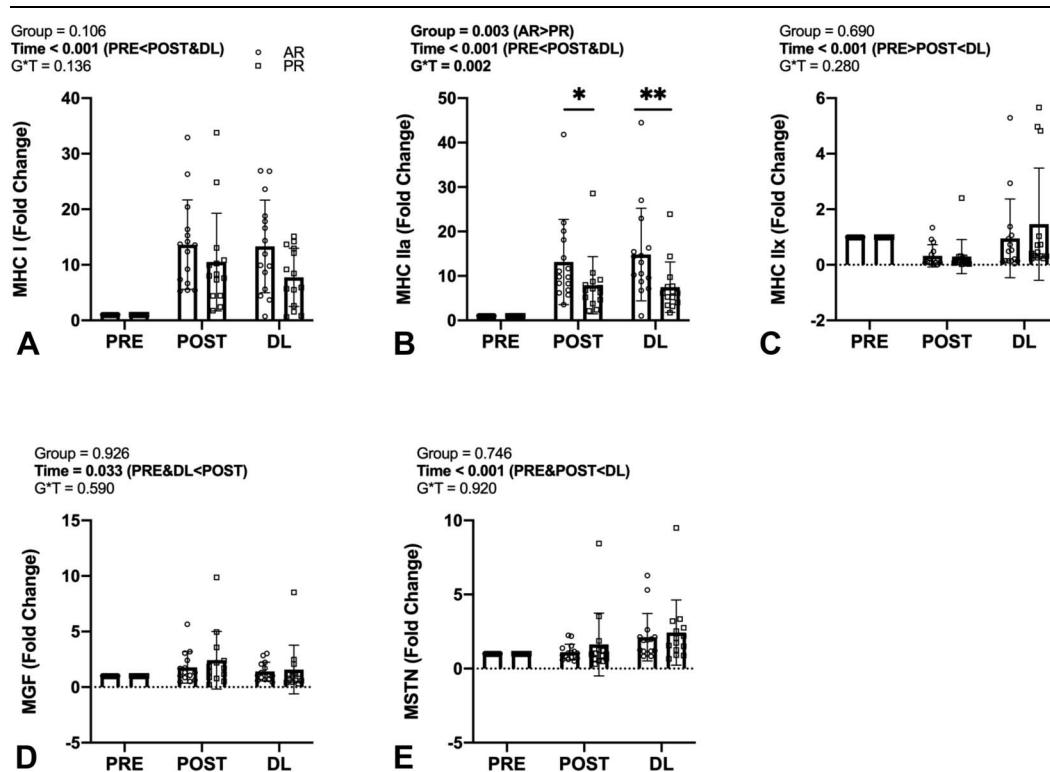 Group = 0.106
Time < 0.001 (PRE<POST&DL)
G*T = 0.136
AR
PR
MHC I (Fold Change)
40
30
20
10
0
PRE POST DL
A
Group = 0.003 (AR>PR)
Time < 0.001 (PRE<POST&DL)
G*T = 0.002
* **
MHC IIa (Fold Change)
50
40
30
20
10
0
PRE POST DL
B
Group = 0.690
Time < 0.001 (PRE>POST<DL)
G*T = 0.280
MHC IIx (Fold Change)
6
4
2
0
-2
PRE POST DL
C
Group = 0.926
Time = 0.033 (PRE&DL<POST)
G*T = 0.590
MGF (Fold Change)
15
10
5
0
-5
PRE POST DL
D
Group = 0.746
Time < 0.001 (PRE&POST<DL)
G*T = 0.920
MSTN (Fold Change)
10
5
0
-5
PRE POST DL
E